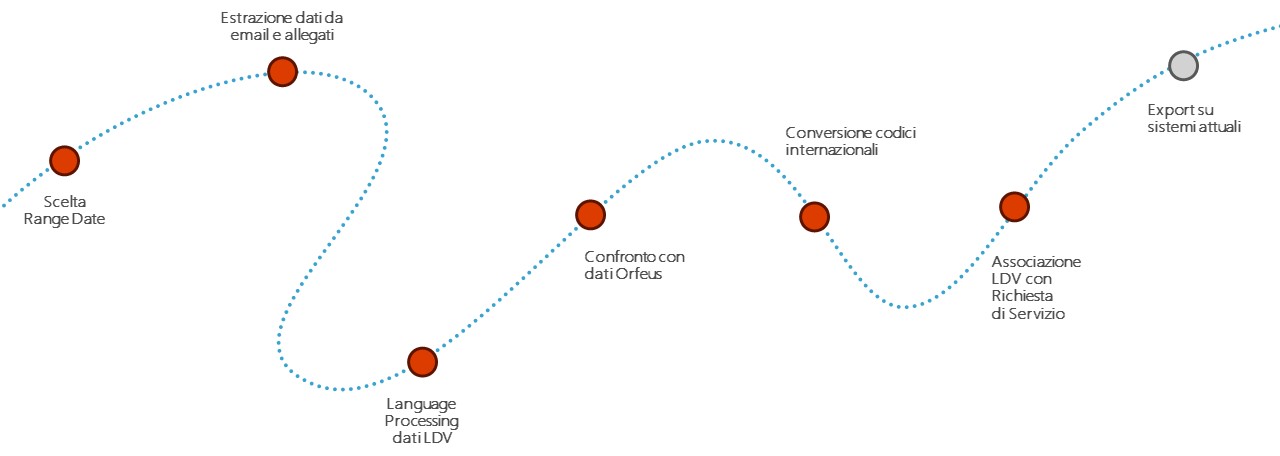 Estrazione dati da
email e allegati
Scelta
Range Date
Language
Processing
dati LDV
Confronto con
dati Orfeus
Conversione codici
internazionali
Associazione
LDV con
Richiesta
di Servizio
Export su
sistemi attuali